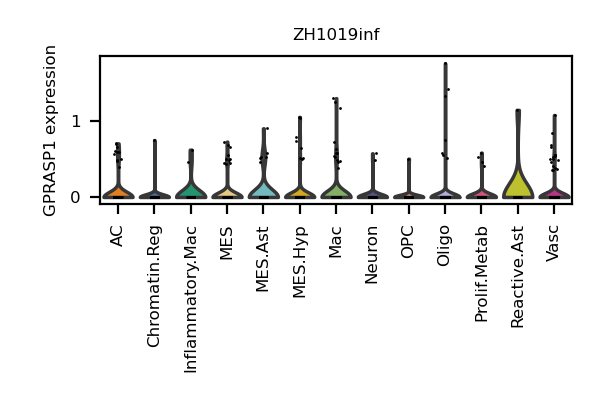 ZH1019inf
GPRASP1 expression
1
0
AC
Chromatin.Reg
Inflammatory.Mac
MES
MES.Ast
MES.Hyp
Mac
Neuron
OPC
Oligo
Prolif.Metab
Reactive.Ast
Vasc